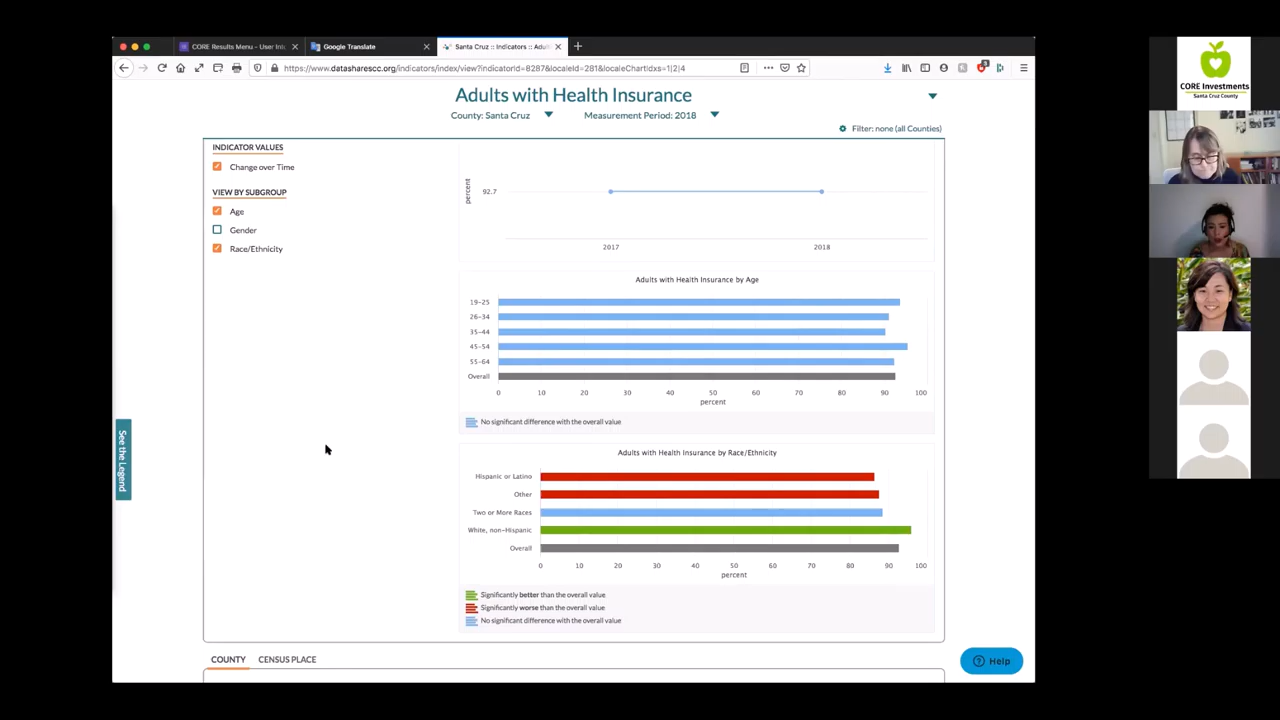 CORE Results Menu - User Int
Google Translate
Santa Cruz :: Indicators :: Adul
https://www.datasharescc.org/indicators/index/view?indicatorId=8287&localeId=281&localeChartIdxs=1|2|4
Adults with Health Insurance
County: Santa Cruz
Measurement Period: 2018
Filter: none (all Counties)
INDICATOR VALUES
Change over Time
VIEW BY SUBGROUP
Age
Gender
Race/Ethnicity
percent
92.7
2017
2018
Adults with Health Insurance by Age
19-25
26-34
35-44
45-54
55-64
Overall
0 10 20 30 40 50 60 70 80 90 100
percent
No significant difference with the overall value
Adults with Health Insurance by Race/Ethnicity
Hispanic or Latino
Other
Two or More Races
White, non-Hispanic
Overall
0 10 20 30 40 50 60 70 80 90 100
percent
Significantly better than the overall value
Significantly worse than the overall value
No significant difference with the overall value
See the Legend
COUNTY
CENSUS PLACE
Help
CORE Investments
Santa Cruz County